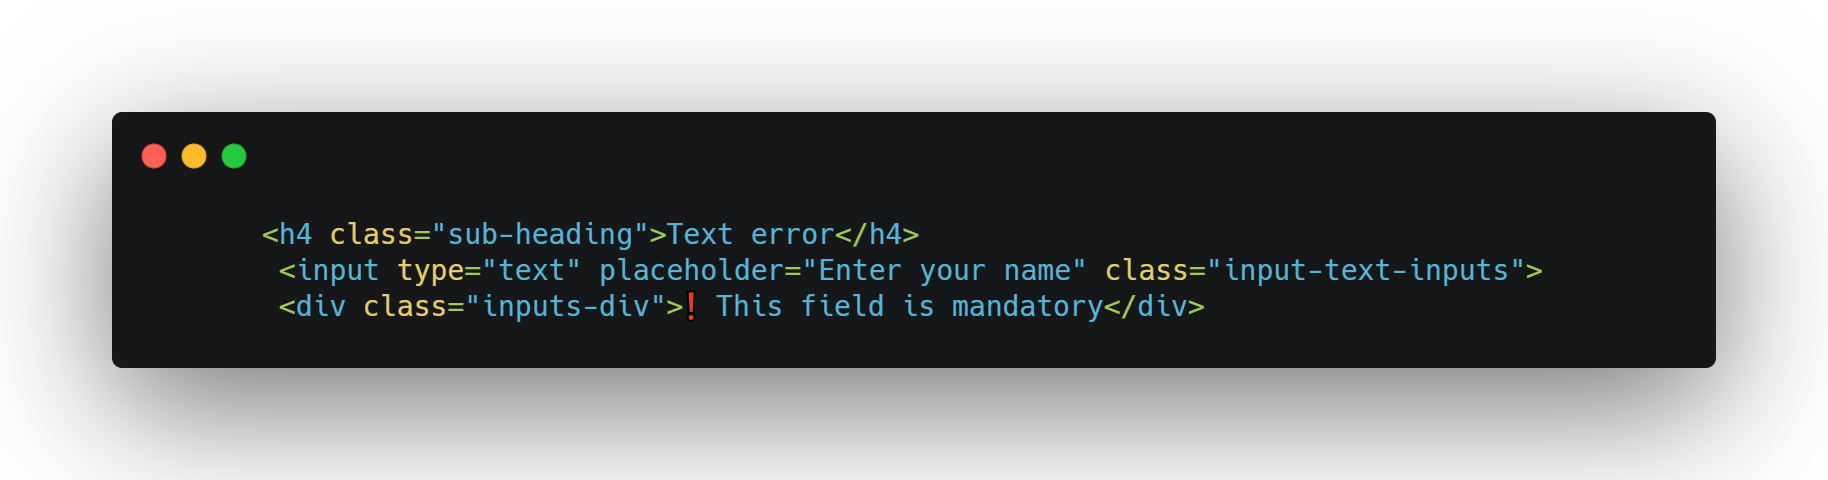 <h4 class="sub-heading">Text error</h4>
<input type="text" placeholder="Enter your name" class="input-text-inputs">
<div class="inputs-div">❗ This field is mandatory</div>